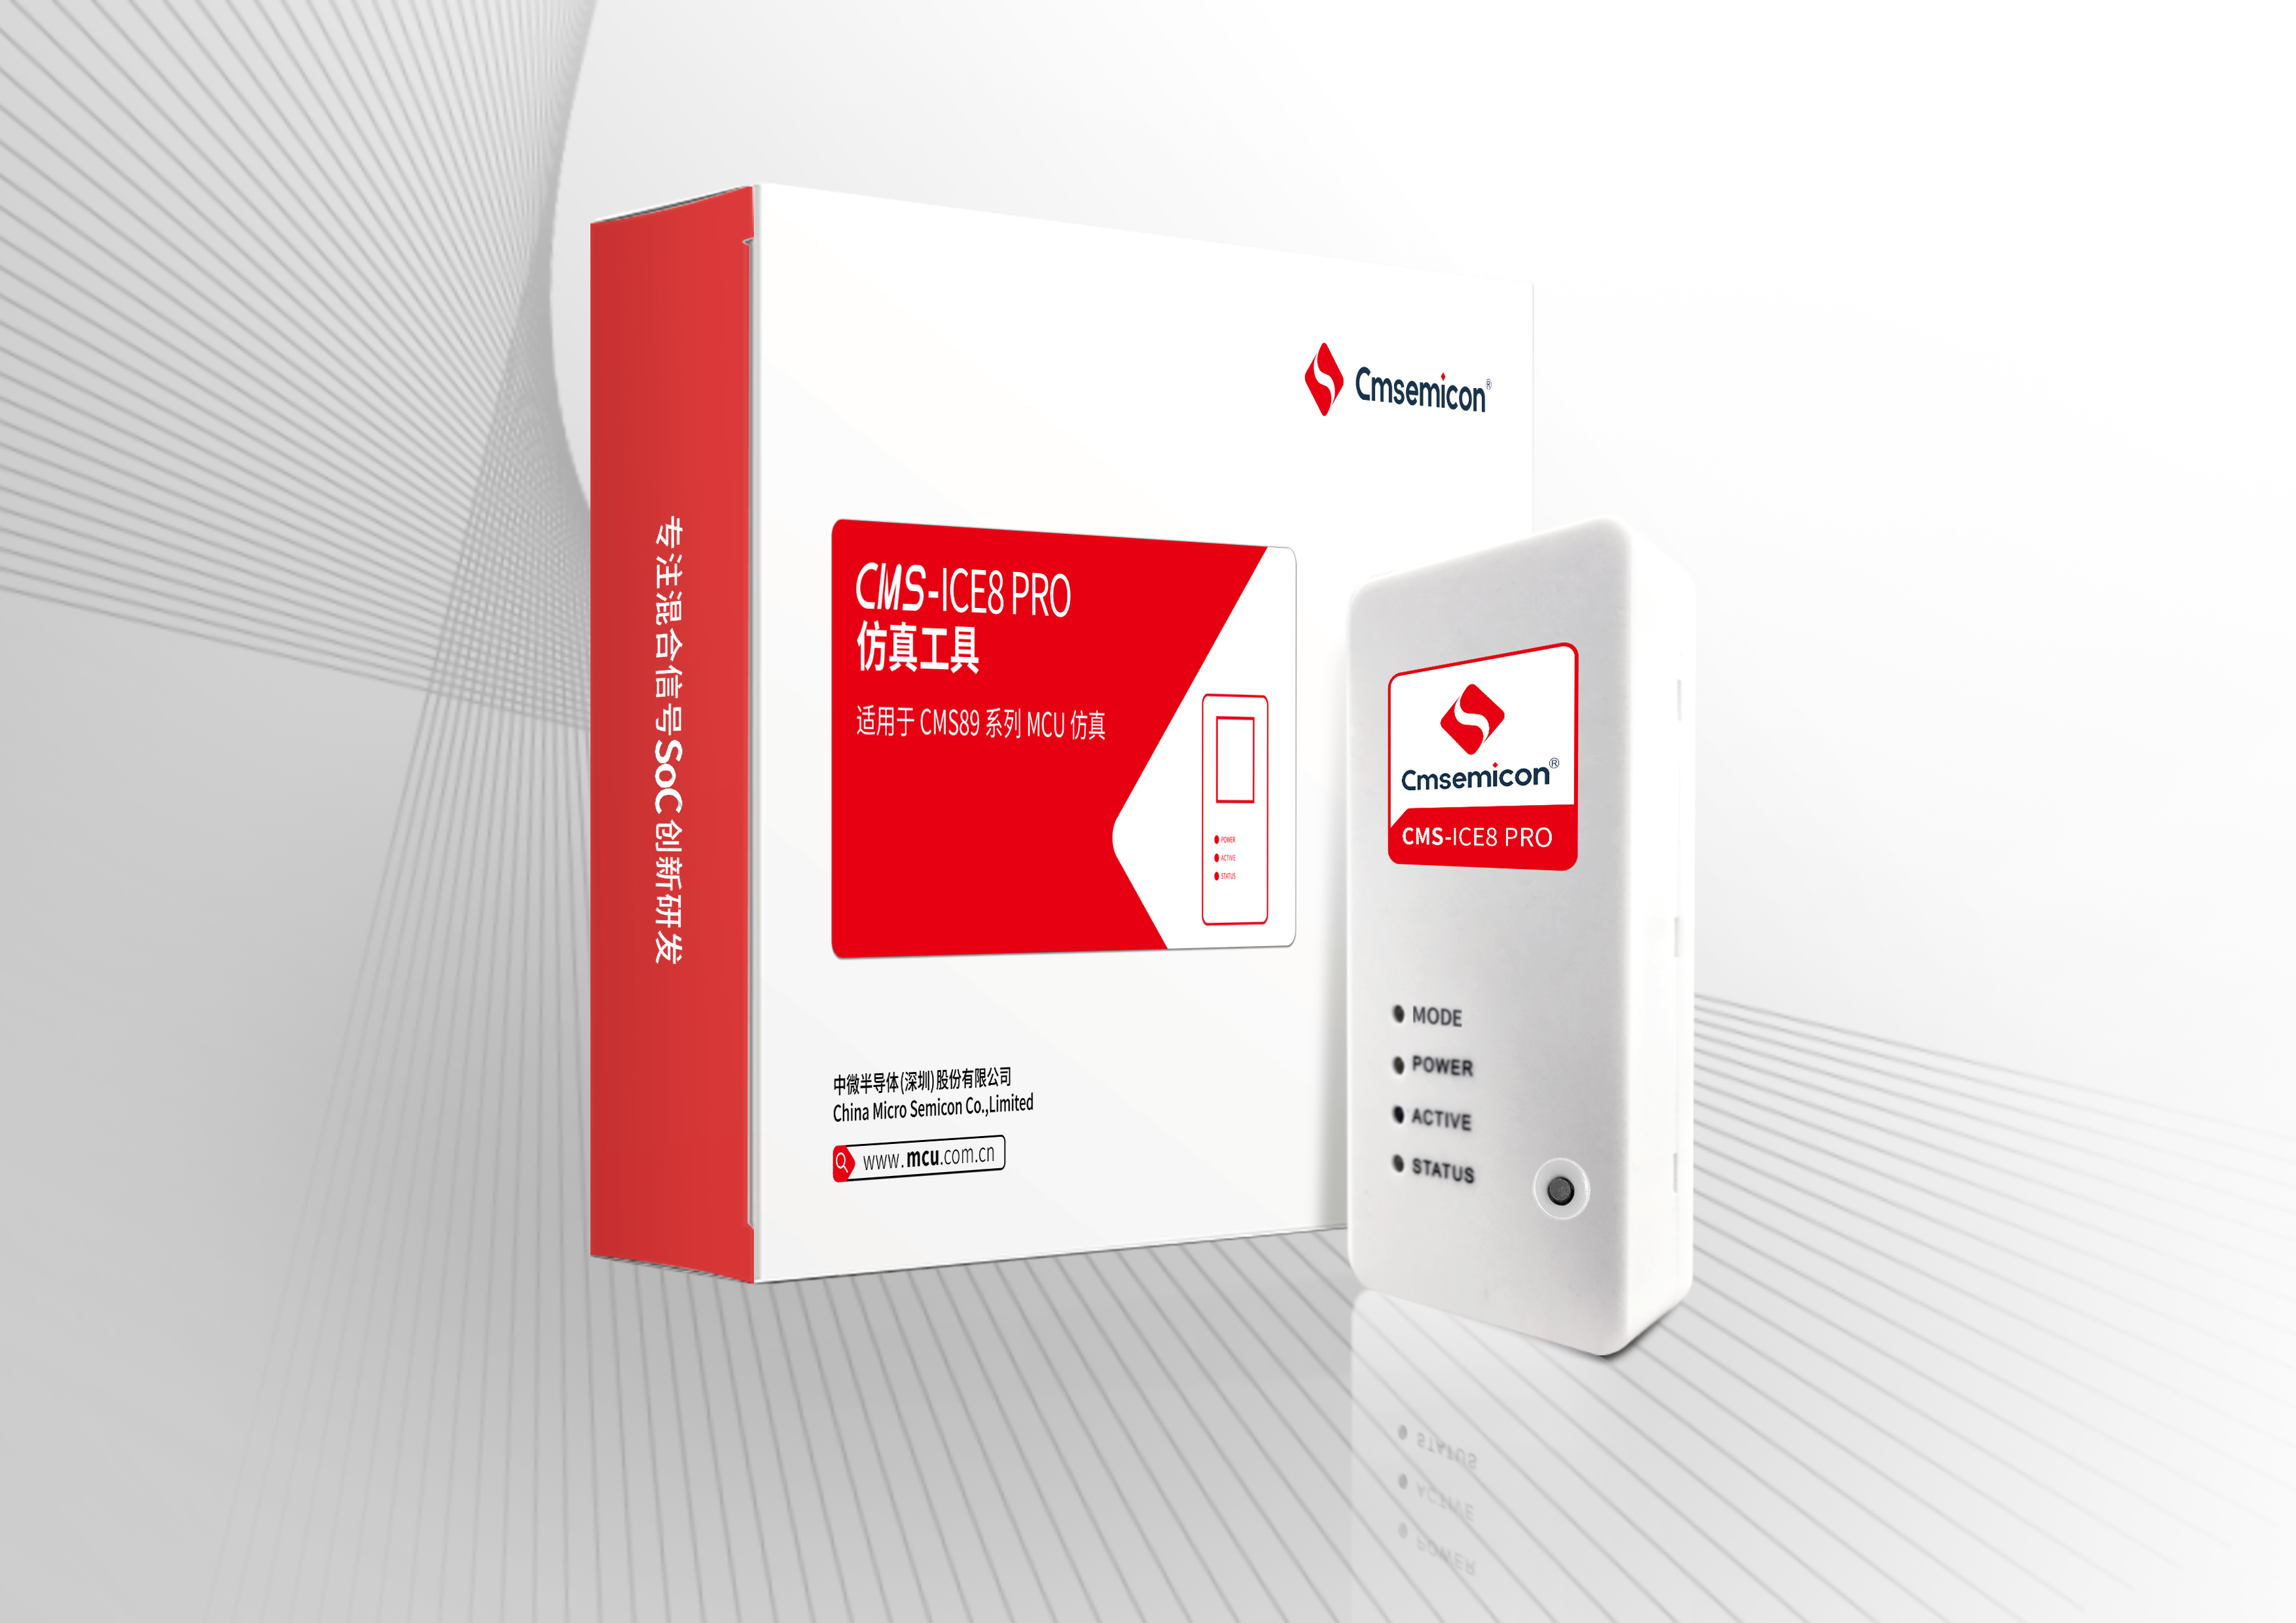 专注混合信号SoC 创新研发
Cmsemicon®
CMS-ICE8 PRO
仿真工具
适用于 CMS89 系列 MCU 仿真
POWER
ACTIVE
STATUS
中微半导体(深圳)股份有限公司
China Micro Semicon Co.,Limited
www.mcu.com.cn
Cmsemicon®
CMS-ICE8 PRO
MODE
POWER
ACTIVE
STATUS
STATUS
ACTIVE
POWER